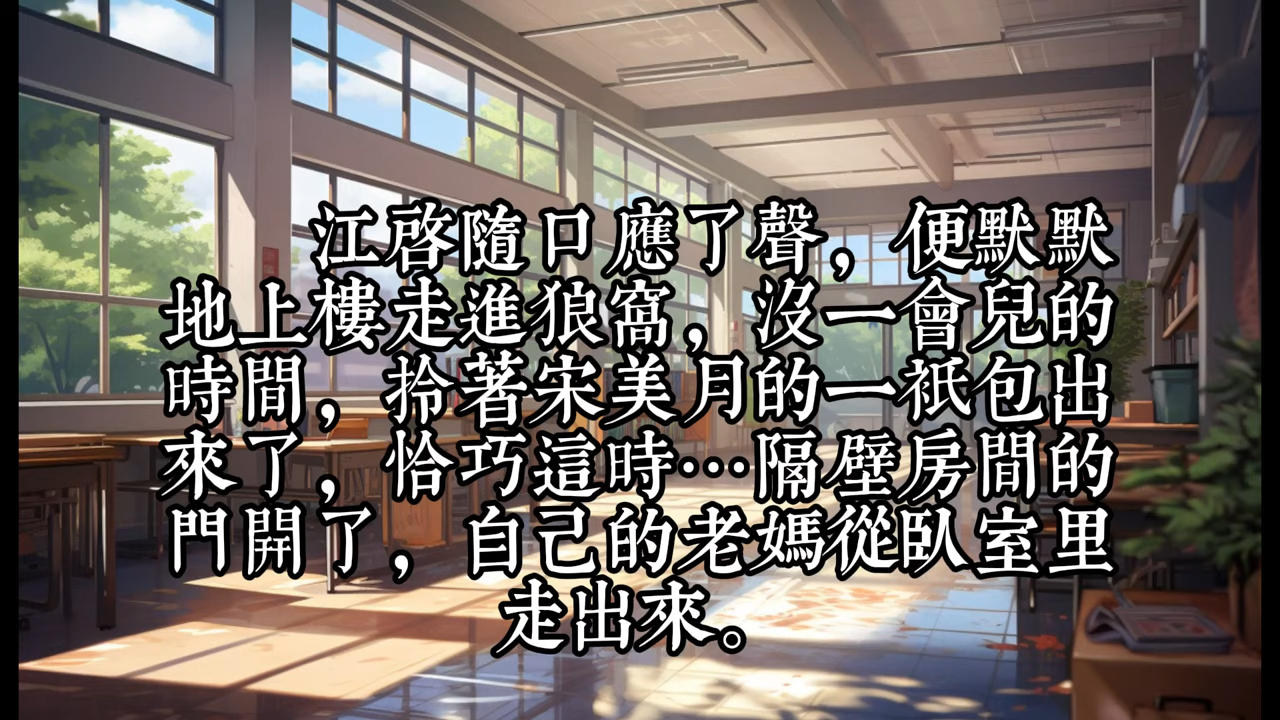 江啓隨口應了聲，便默默
地上樓走進狼窩，沒一會兒的
時間，拎著宋美月的一衹包出
來了，恰巧這時…隔壁房間的
門開了，自己的老媽從臥室里
走出來。